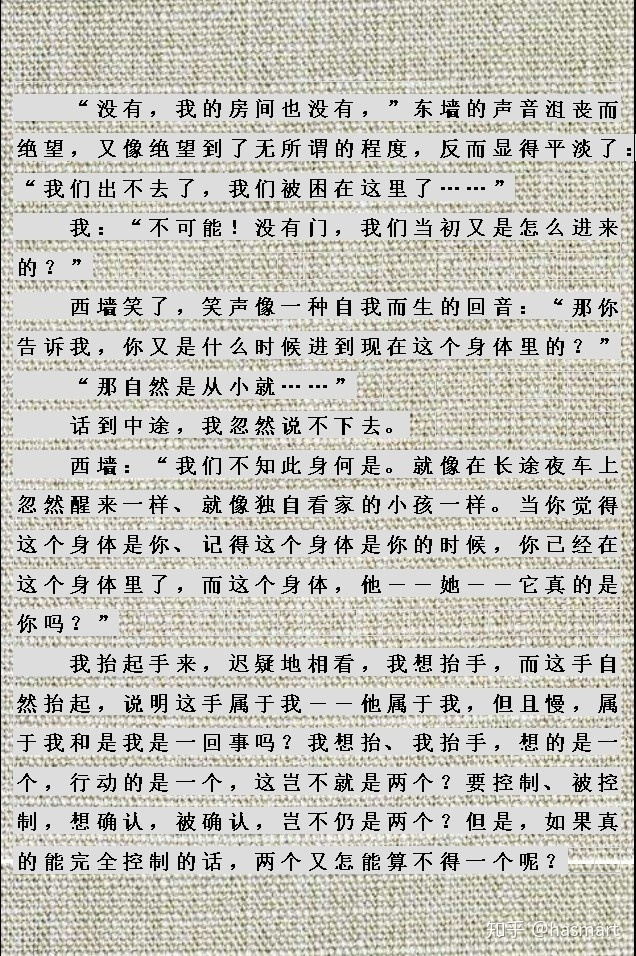 “没有，我的房间也没有，”东墙的声音沮丧而
绝望，又像绝望到了无所谓的程度，反而显得平淡了：
“我们出不去了，我们被困在这里了……”
我：“不可能！没有门，我们当初又是怎么进来
的？”
西墙笑了，笑声像一种自我而生的回音：“那你
告诉我，你又是什么时候进到现在这个身体里的？”
“那自然是从小就……”
话到中途，我忽然说不下去。
西墙：“我们不知此身何是。就像在长途夜车上
忽然醒来一样、就像独自看家的小孩一样。当你觉得
这个身体是你、记得这个身体是你的时候，你已经在
这个身体里了，而这个身体，他——她——它真的是
你吗？”
我抬起手来，迟疑地相看，我想抬手，而这手自
然抬起，说明这手属于我——他属于我，但且慢，属
于我和是我是一回事吗？我想抬、我抬手，想的是一
个，行动的是一个，这岂不就是两个？要控制、被控
制，想确认，被确认，岂不仍是两个？但是，如果真
的能完全控制的话，两个又怎能算不得一个呢？
知乎 @hasmart